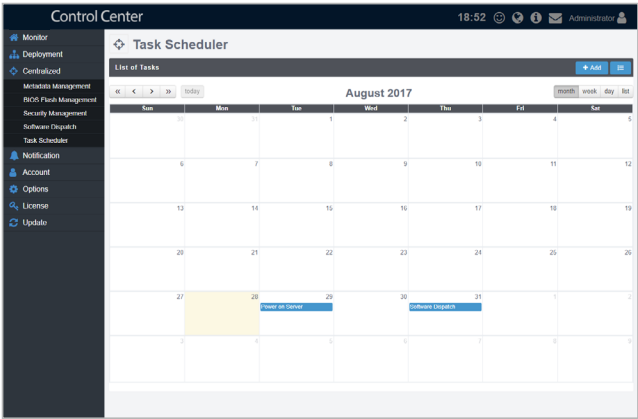 Control Center
18:52 Administrator
Monitor
Deployment
Centralized
Metadata Management
BIOS Flash Management
Security Management
Software Dispatch
Task Scheduler
Notification
Account
Options
License
Update
Task Scheduler
List of Tasks
+ Add
« < > » today
August 2017
month week day list
Sun Mon Tue Wed Thu Fri Sat
30 31 1 2 3 4 5
6 7 8 9 10 11 12
13 14 15 16 17 18 19
20 21 22 23 24 25 26
27 28 29 30 31 1 2
Power on Server Software Dispatch
3 4 5 6 7 8 9